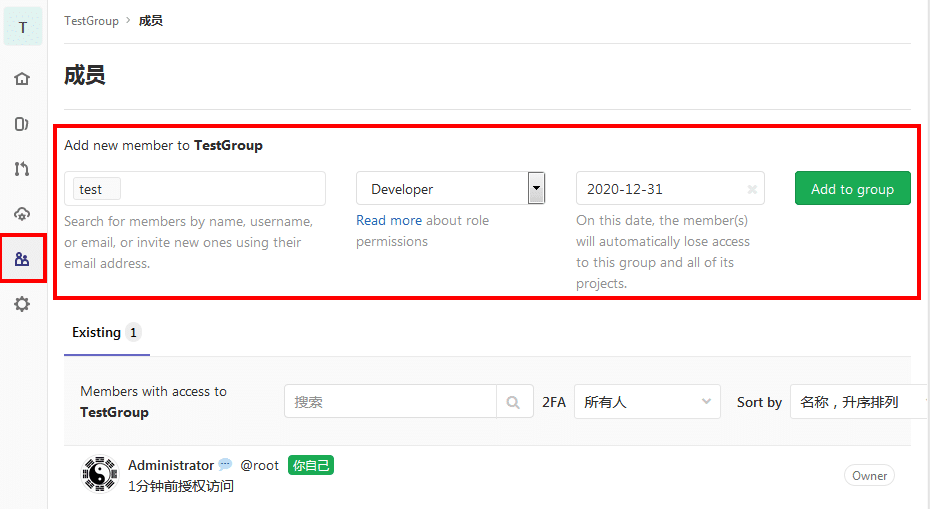 T
TestGroup › 成员
成员
Add new member to TestGroup
test
Developer
2020-12-31
Add to group
Search for members by name, username,
or email, or invite new ones using their
email address.
Read more about role
permissions
On this date, the member(s)
will automatically lose access
to this group and all of its
projects.
Existing 1
Members with access to
TestGroup
搜索
2FA
所有人
Sort by
名称，升序排列
Administrator @root 你自己
1分钟前授权访问
Owner